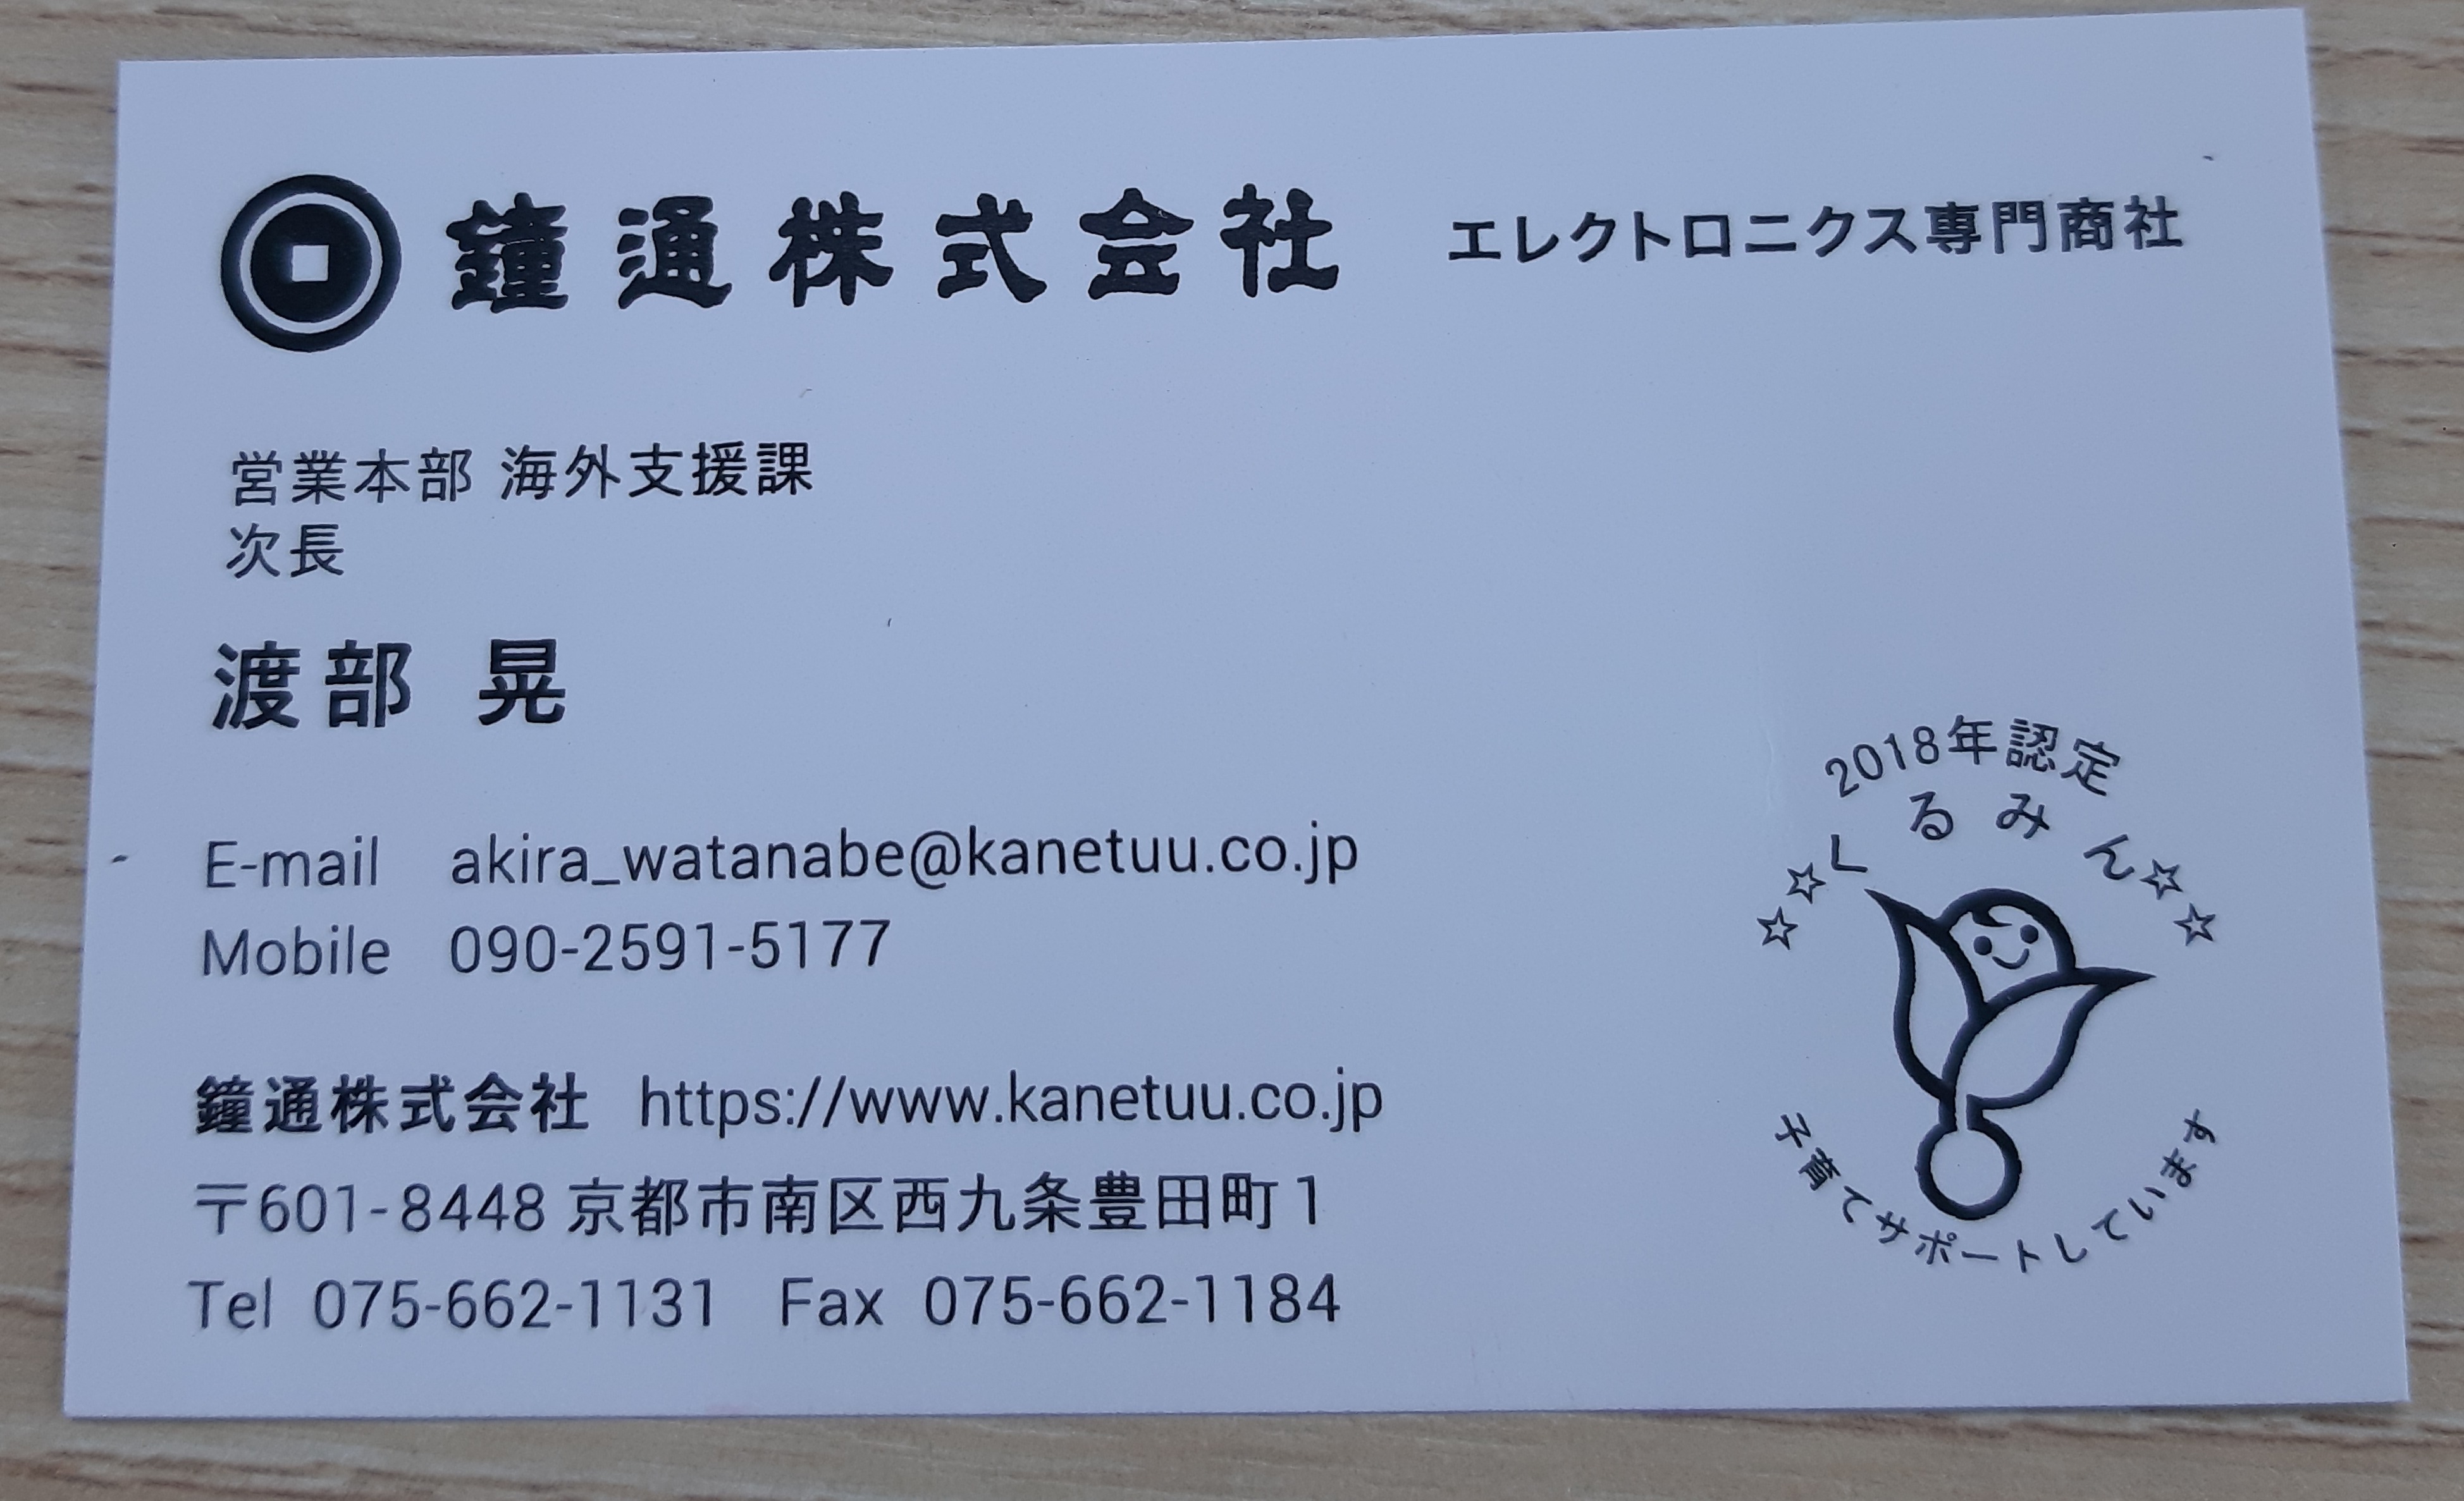 鐘通株式会社 エレクトロニクス専門商社
営業本部 海外支援課
次長
渡部 晃
E-mail akira_watanabe@kanetuu.co.jp
Mobile 090-2591-5177
鐘通株式会社 https://www.kanetuu.co.jp
〒601-8448 京都市南区西九条豊田町1
Tel 075-662-1131 Fax 075-662-1184
2018年認定
☆☆くるみん☆☆
子育てサポートしています